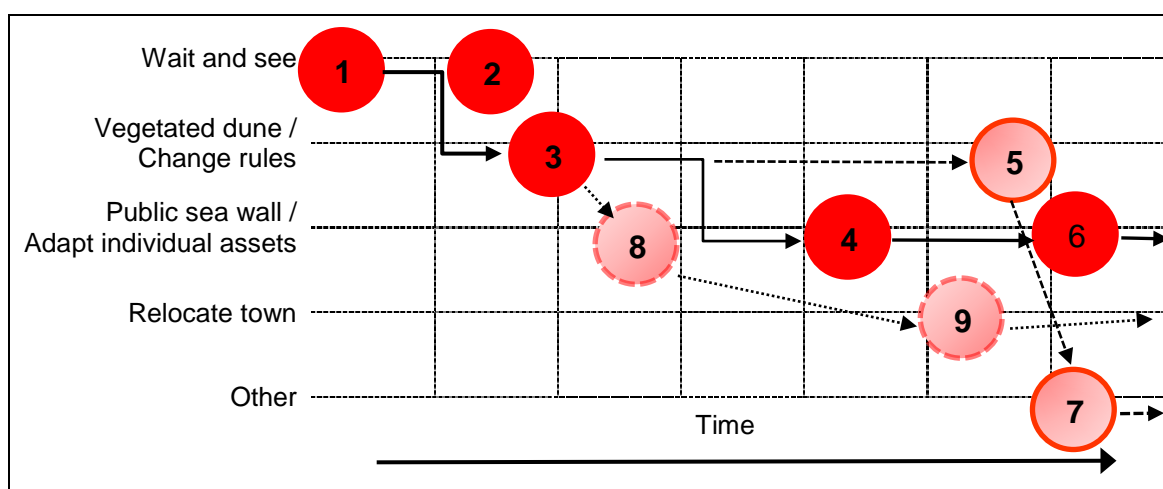 Wait and see
1
2
Vegetated dune /
Change rules
3
5
Public sea wall /
Adapt individual assets
8
4
6
Relocate town
9
Other
7
Time